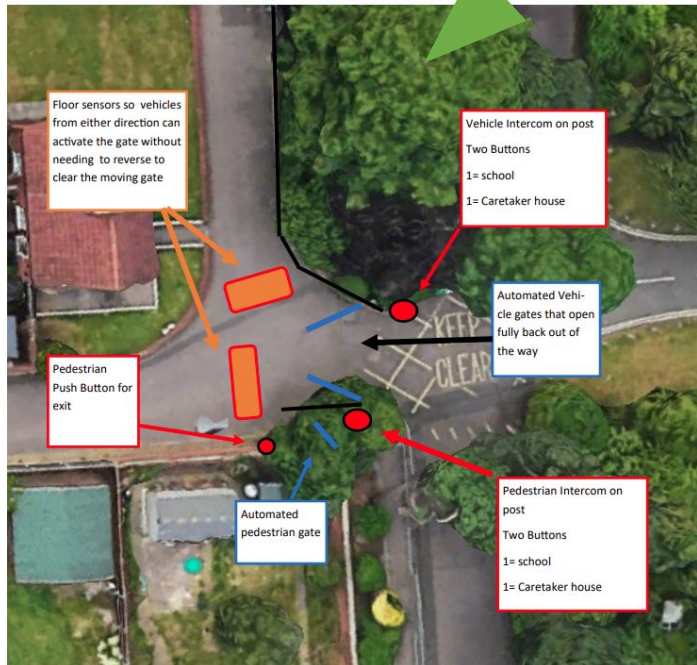 Floor sensors so vehicles
from either direction can
activate the gate without
needing to reverse to
clear the moving gate
Vehicle Intercom on post
Two Buttons
1= school
1= Caretaker house
Automated Vehi-
cle gates that open
fully back out of
the way
KEEP
CLEAR
Pedestrian
Push Button for
exit
Automated
pedestrian gate
Pedestrian Intercom on
post
Two Buttons
1= school
1= Caretaker house